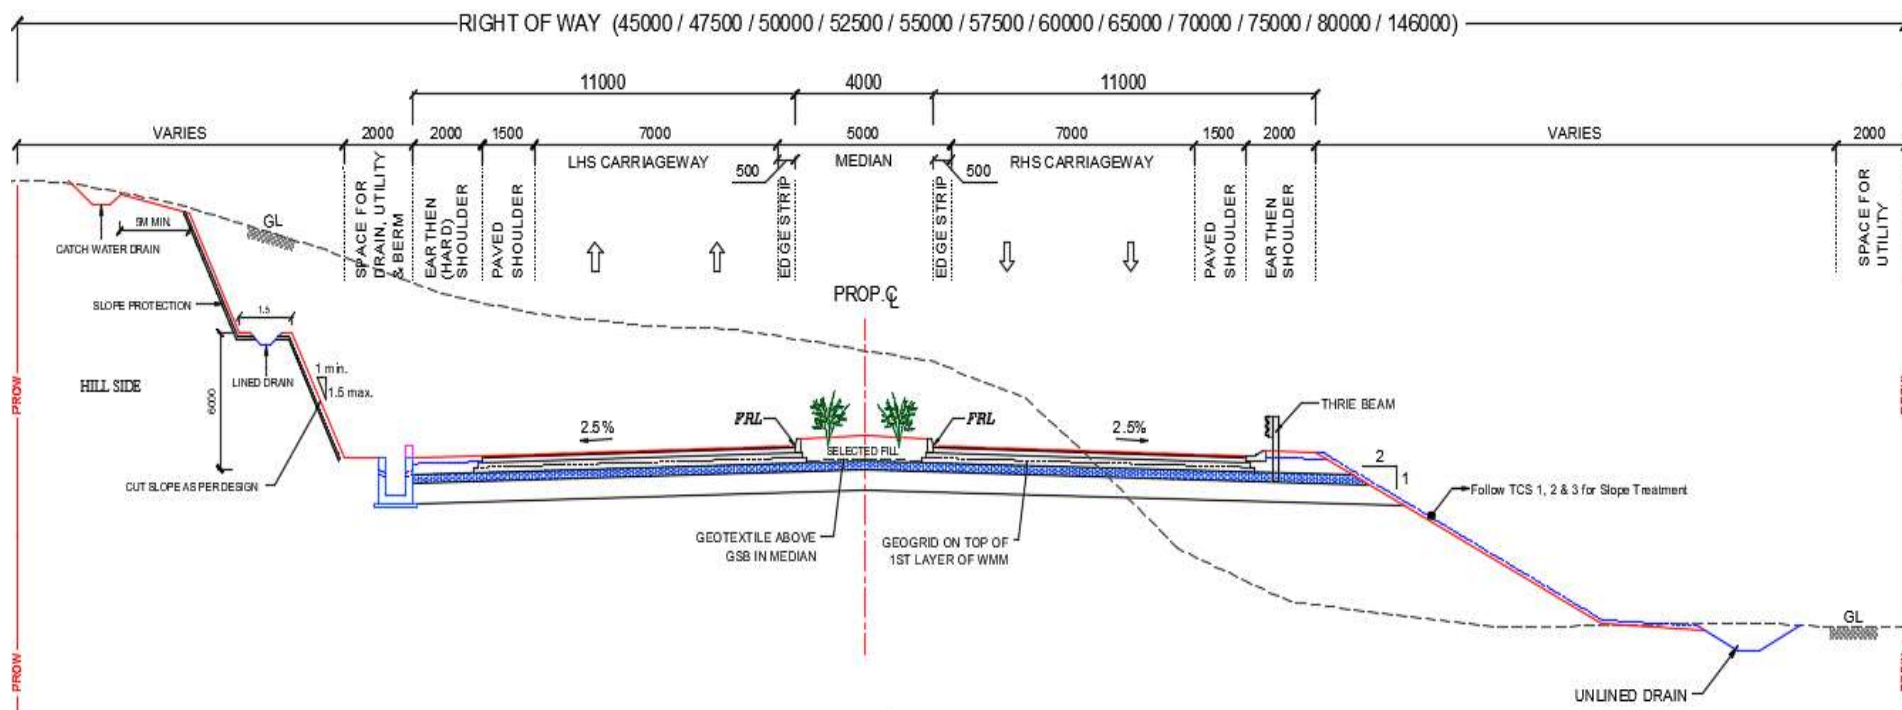 RIGHT OF WAY (45000 / 47500 / 50000 / 52500 / 55000 / 57500 / 60000 / 65000 / 70000 / 75000 / 80000 / 146000)
11000
4000
11000
VARIES
2000
2000
1500
7000
5000
7000
1500
2000
VARIES
2000
LHS CARRIAGEWAY
MEDIAN
RHS CARRIAGEWAY
500
500
SPACE FOR
DRAIN, UTILITY
& BERM
EARTHEN
(HARD)
SHOULDER
PAVED
SHOULDER
EDGE STRIP
EDGE STRIP
PAVED
SHOULDER
EARTHEN
SHOULDER
SPACE FOR
UTILITY
GL
5M MIN.
CATCH WATER DRAIN
SLOPE PROTECTION
1.5
PROP. ℄
HILL SIDE
LINED DRAIN
1 min.
1.5 max.
6000
PROW
PROW
THRIE BEAM
FRL
FRL
2.5%
2.5%
SELECTED FILL
2
1
CUT SLOPE AS PER DESIGN
Follow TCS 1, 2 & 3 for Slope Treatment
GEOTEXTILE ABOVE
GSB IN MEDIAN
GEOGRID ON TOP OF
1ST LAYER OF WMM
GL
UNLINED DRAIN
PROW